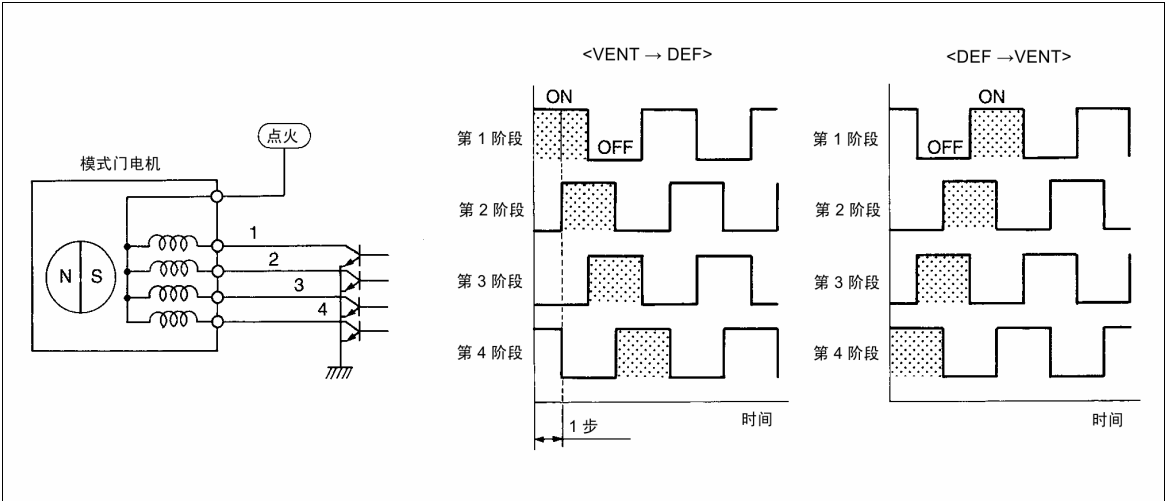 模式门电机
点火
N S
1
2
3
4
<VENT → DEF>
ON
第 1 阶段
OFF
第 2 阶段
第 3 阶段
第 4 阶段
时间
1 步
<DEF →VENT>
ON
第 1 阶段
OFF
第 2 阶段
第 3 阶段
第 4 阶段
时间